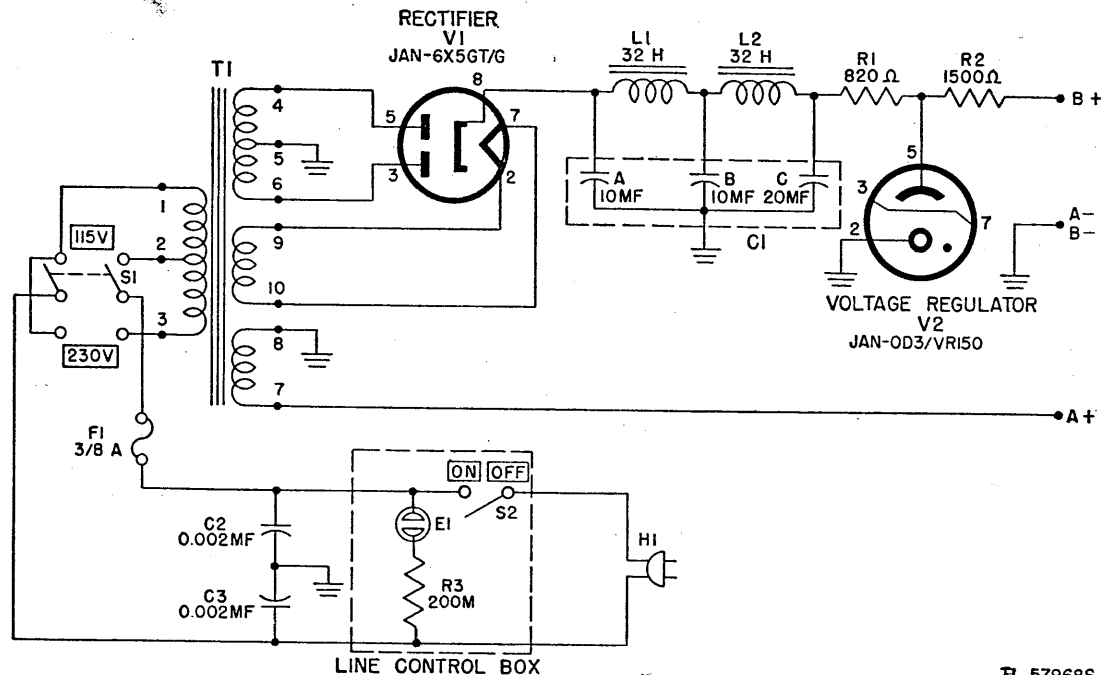 RECTIFIER
V1
JAN-6X5GT/G
T1
8
5
7
3
2
4
5
6
9
10
8
7
1
2
3
115V
S1
230V
F1
3/8 A
L1
32 H
L2
32 H
R1
820 Ω
R2
1500 Ω
B+
A
10MF
B
10MF
C
20MF
C1
5
3
2
7
A-
B-
VOLTAGE REGULATOR
V2
JAN-OD3/VR150
A+
C2
0.002MF
C3
0.002MF
ON OFF
S2
E1
R3
200M
H1
LINE CONTROL BOX